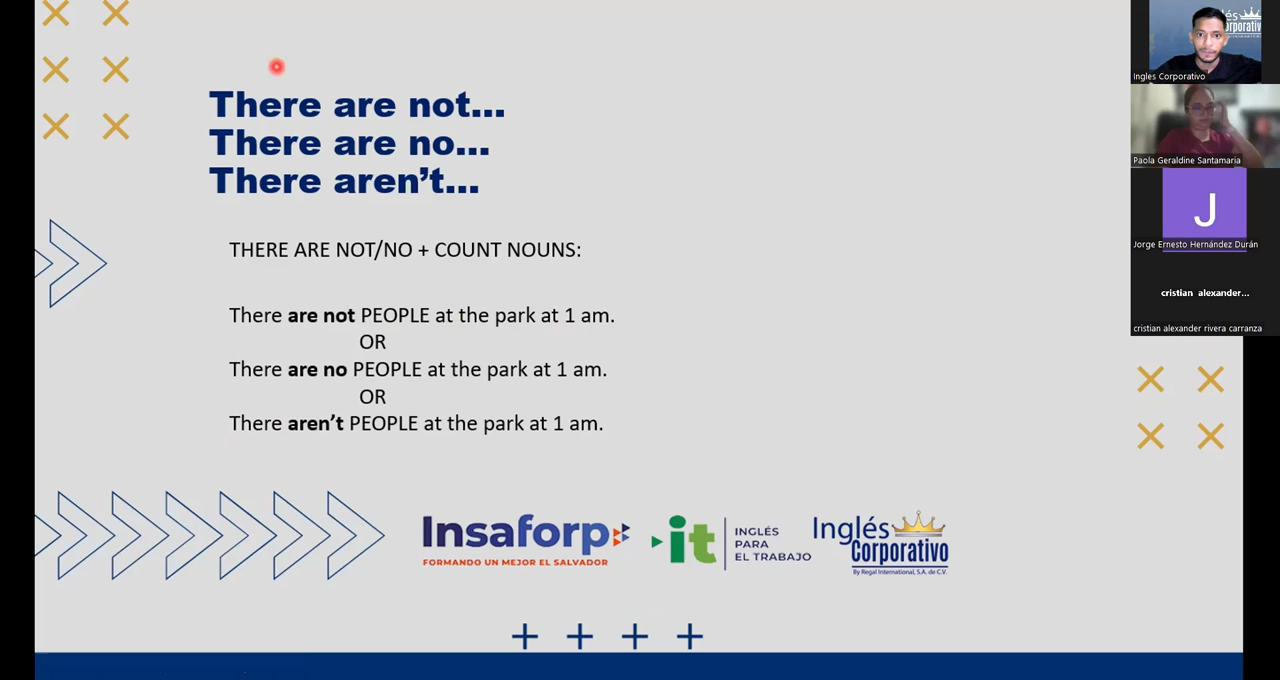 There are not...
There are no...
There aren't...
THERE ARE NOT/NO + COUNT NOUNS:
There are not PEOPLE at the park at 1 am.
OR
There are no PEOPLE at the park at 1 am.
OR
There aren't PEOPLE at the park at 1 am.
Insaforp
FORMANDO UN MEJOR EL SALVADOR
it
INGLÉS
PARA
EL TRABAJO
Inglés
Corporativo
By Regal International, S.A. de C.V.
Ingles Corporativo
Paola Geraldine Santamaria
J
Jorge Ernesto Hernández Durán
cristian alexander...
cristian alexander rivera carranza